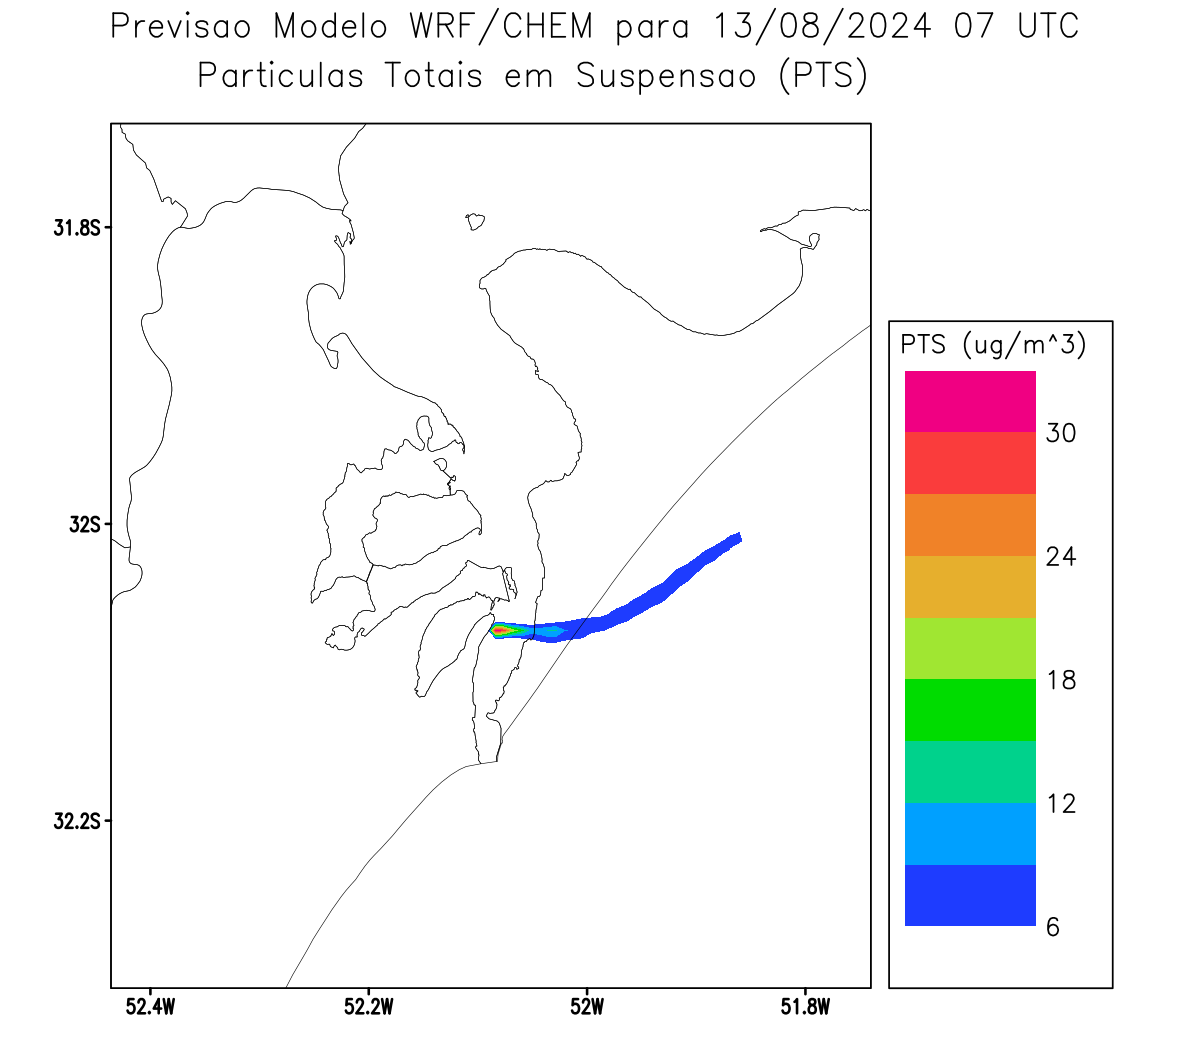 Previsao Modelo WRF/CHEM para 13/08/2024 07 UTC
Particulas Totais em Suspensao (PTS)
31.8S
32S
32.2S
52.4W
52.2W
52W
51.8W
PTS (ug/m^3)
30
24
18
12
6